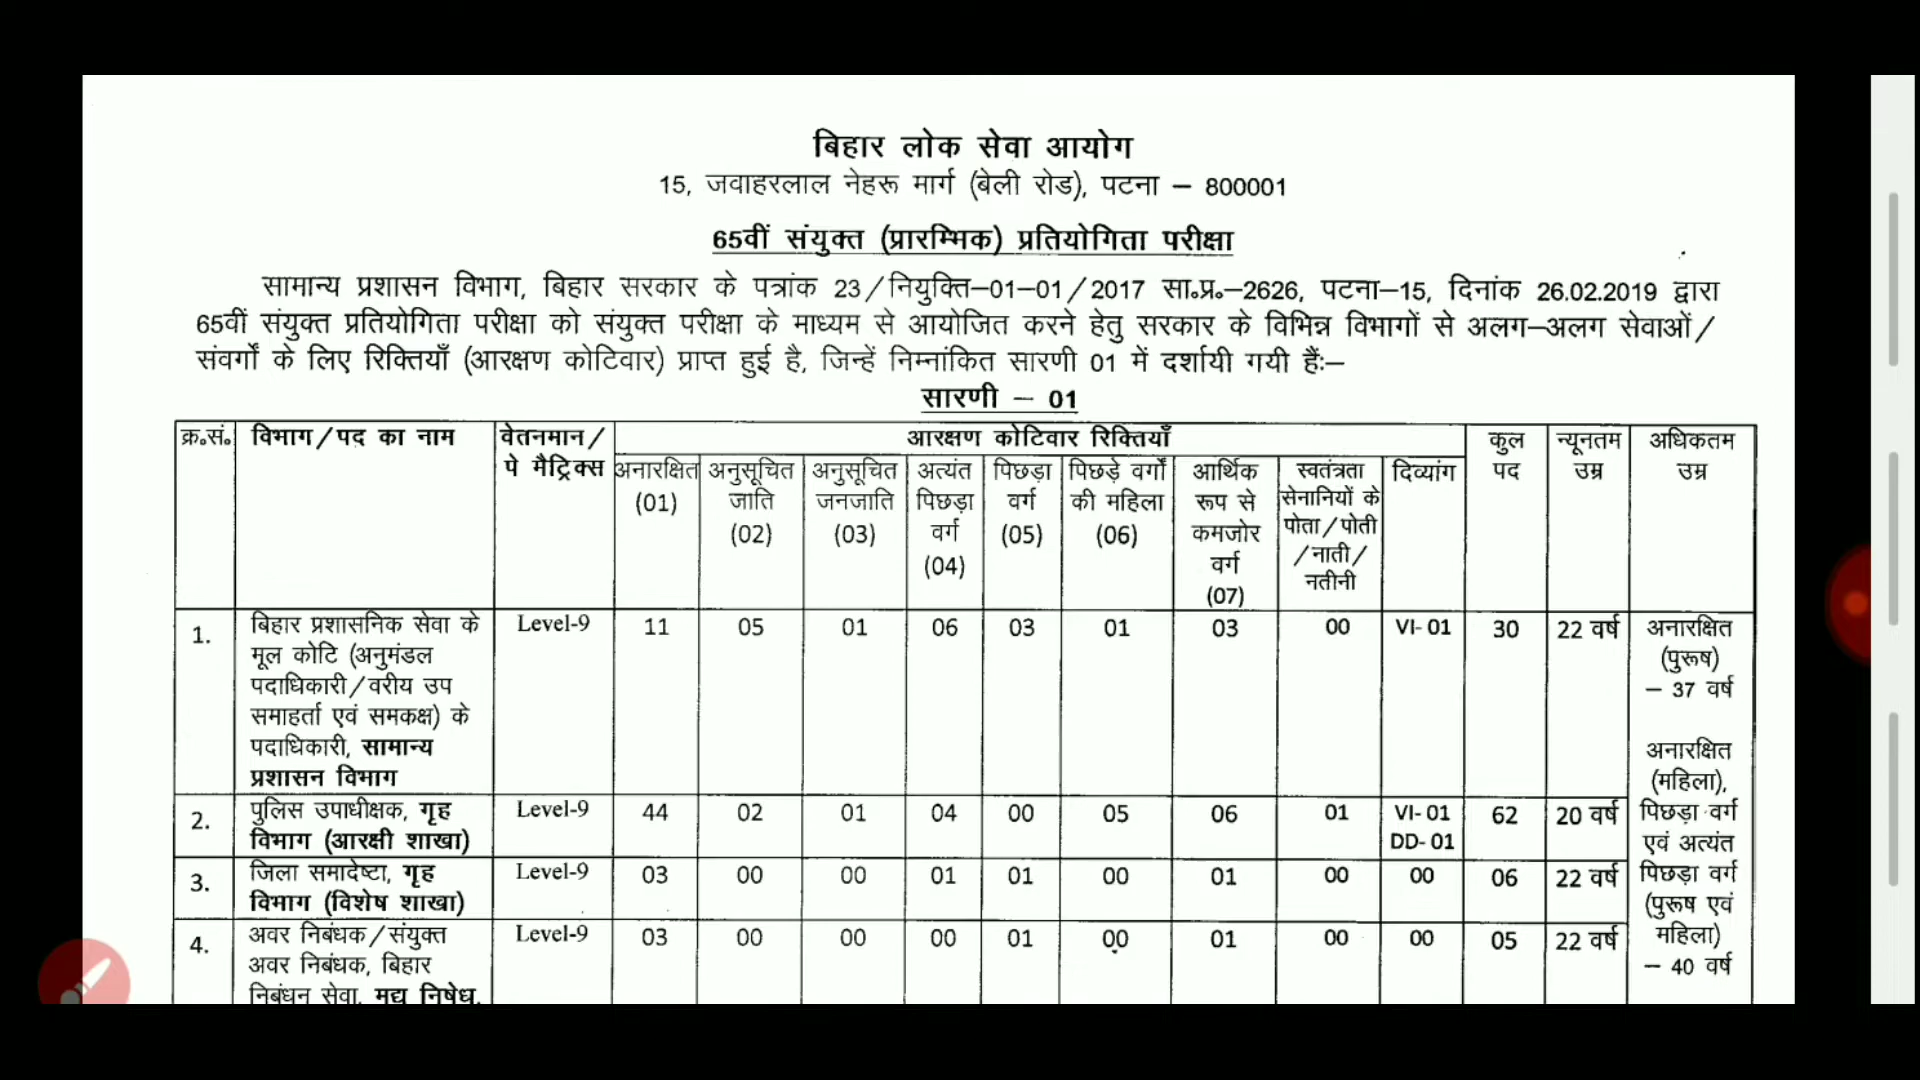 बिहार लोक सेवा आयोग
15, जवाहरलाल नेहरू मार्ग (बेली रोड), पटना – 800001
65वीं संयुक्त (प्रारम्भिक) प्रतियोगिता परीक्षा
सामान्य प्रशासन विभाग, बिहार सरकार के पत्रांक 23/नियुक्ति–01–01/2017 सा॰प्र॰–2626, पटना–15, दिनांक 26.02.2019 द्वारा
65वीं संयुक्त प्रतियोगिता परीक्षा को संयुक्त परीक्षा के माध्यम से आयोजित करने हेतु सरकार के विभिन्न विभागों से अलग–अलग सेवाओं/
संवर्गो के लिए रिक्तियाँ (आरक्षण कोटिवार) प्राप्त हुई है, जिन्हें निम्नांकित सारणी 01 में दर्शायी गयी हैं:–
सारणी – 01
क्र॰सं॰ विभाग/पद का नाम वेतनमान/ पे मैट्रिक्स आरक्षण कोटिवार रिक्तियाँ कुल पद न्यूनतम उम्र अधिकतम उम्र
अनारक्षित (01) अनुसूचित जाति (02) अनुसूचित जनजाति (03) अत्यंत पिछड़ा वर्ग (04) पिछड़ा वर्ग (05) पिछड़े वर्गों की महिला (06) आर्थिक रूप से कमजोर वर्ग (07) स्वतंत्रता सेनानियों के पोता/पोती /नाती/ नतीनी दिव्यांग
1. बिहार प्रशासनिक सेवा के Level-9 11 05 01 06 03 01 03 00 VI- 01 30 22 वर्ष अनारक्षित
मूल कोटि (अनुमंडल (पुरूष)
पदाधिकारी/वरीय उप – 37 वर्ष
समाहर्ता एवं समकक्ष) के
पदाधिकारी, सामान्य अनारक्षित
प्रशासन विभाग (महिला),
2. पुलिस उपाधीक्षक, गृह Level-9 44 02 01 04 00 05 06 01 VI- 01 62 20 वर्ष पिछड़ा वर्ग
विभाग (आरक्षी शाखा) DD- 01 एवं अत्यंत
3. जिला समादेष्टा, गृह Level-9 03 00 00 01 01 00 01 00 00 06 22 वर्ष पिछड़ा वर्ग
विभाग (विशेष शाखा) (पुरूष एवं
4. अवर निबंधक/संयुक्त Level-9 03 00 00 00 01 00 01 00 00 05 22 वर्ष महिला)
अवर निबंधक, बिहार – 40 वर्ष
निबंधन सेवा, मद्य निषेध,